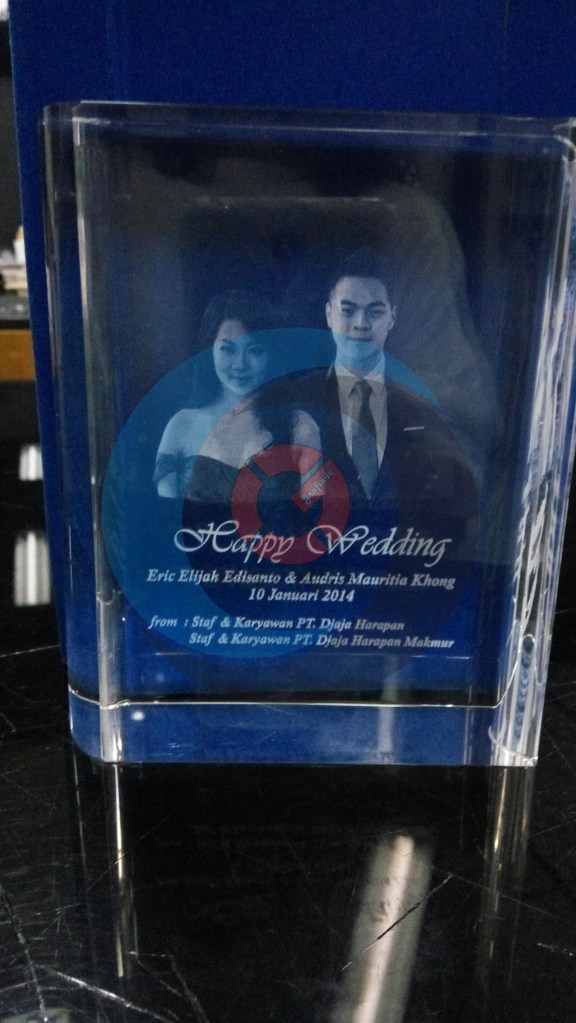 Happy Wedding
Eric Elijah Edisanto & Audris Mauritia Khong
10 Januari 2014
from : Staf & Karyawan PT. Djaja Harapan
Staf & Karyawan PT. Djaja Harapan Makmur